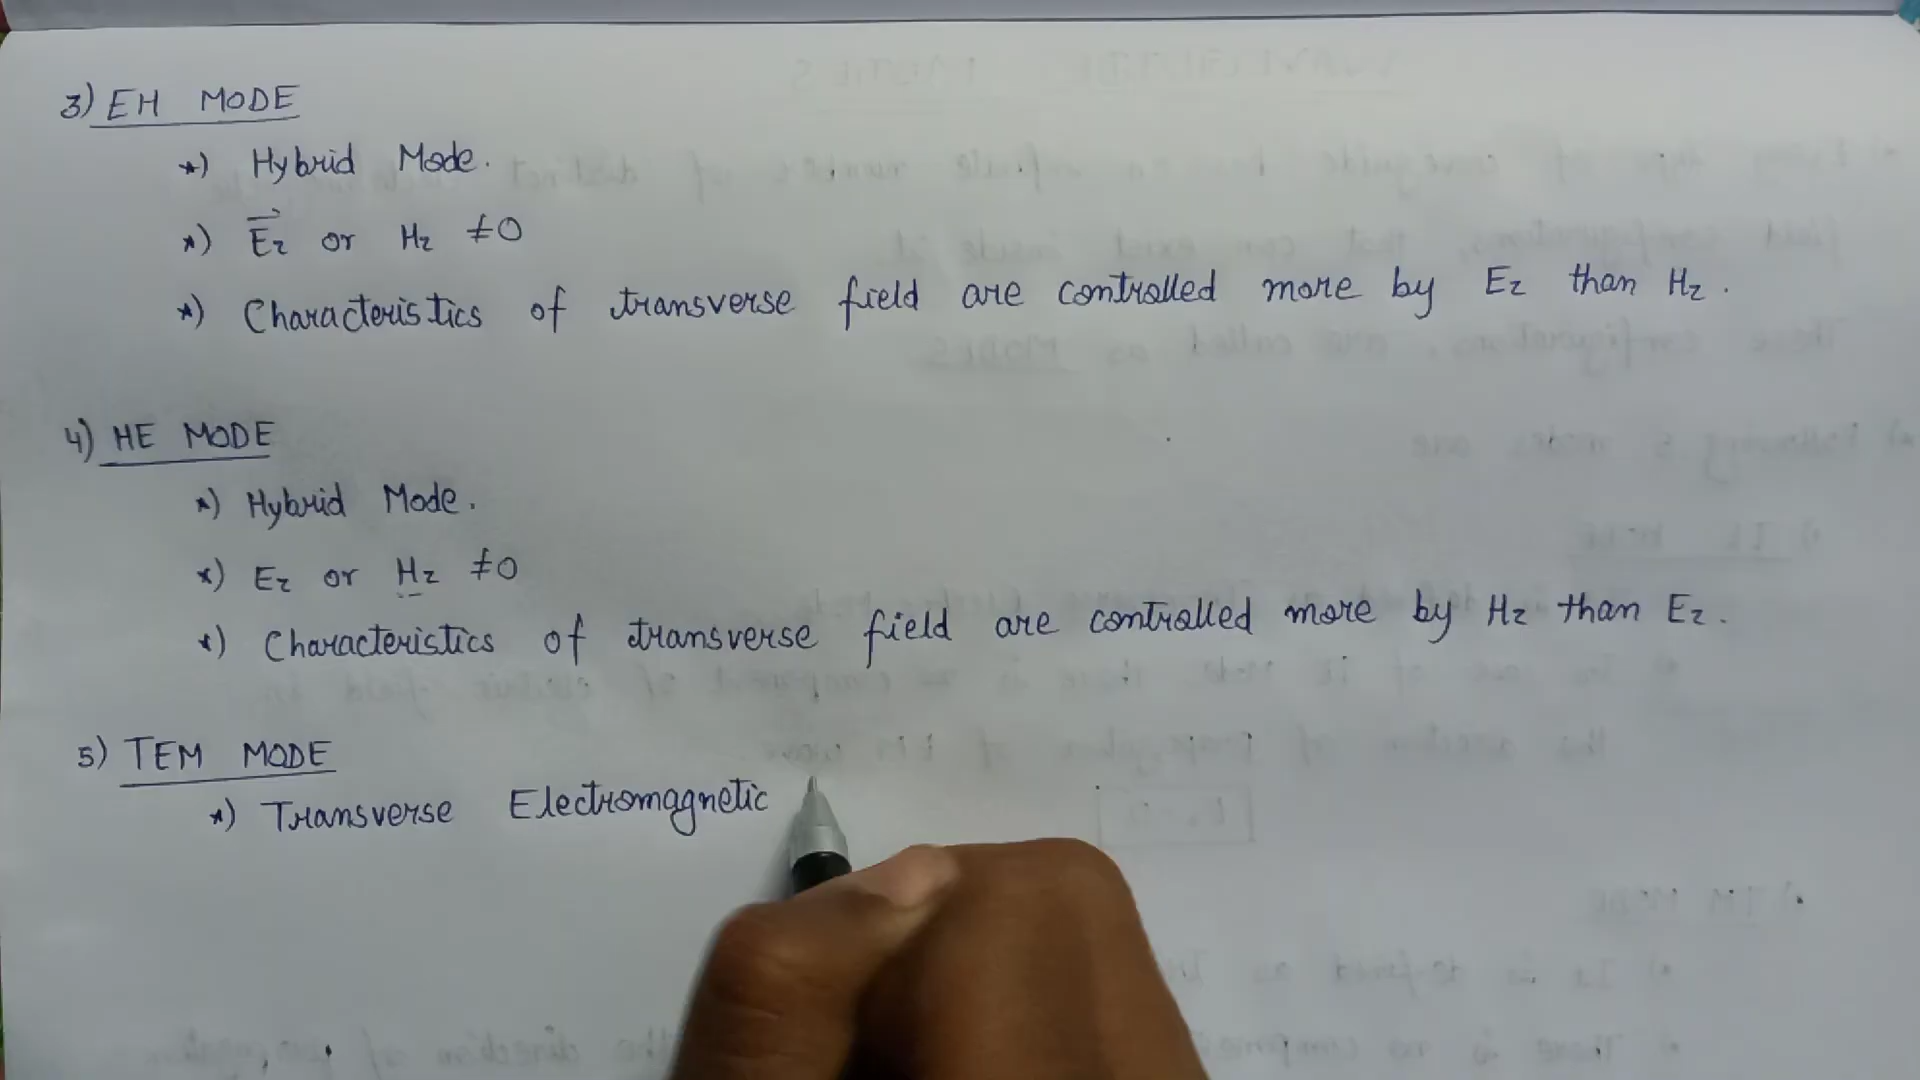 3) EH MODE
*) Hybrid Mode.
*) E⃗z or Hz ≠0
*) Characteristics of transverse field are controlled more by Ez than Hz.
4) HE MODE
*) Hybrid Mode.
*) Ez or Hz ≠0
*) Characteristics of transverse field are controlled more by Hz than Ez.
5) TEM MODE
*) Transverse Electromagnetic